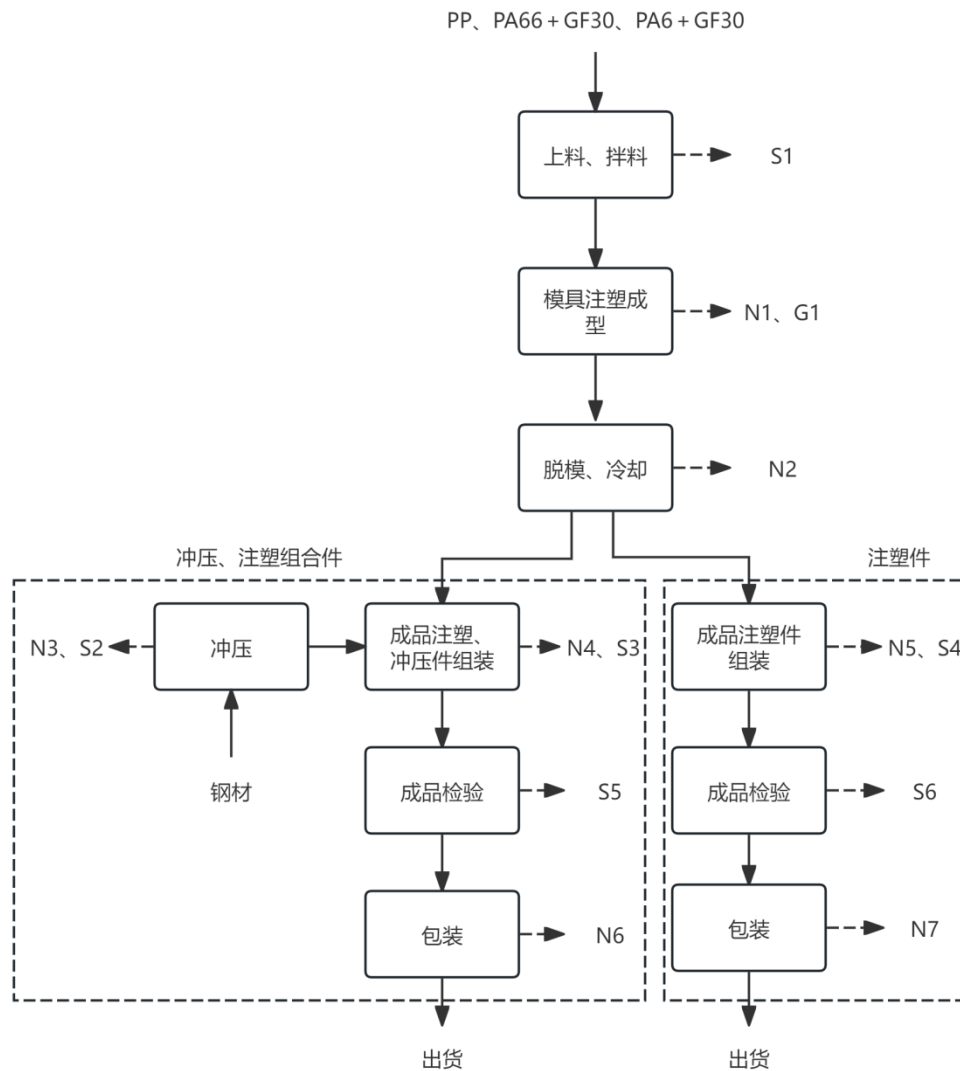 PP、PA66+GF30、PA6+GF30
上料、拌料
S1
模具注塑成
型
N1、G1
脱模、冷却
N2
冲压、注塑组合件
注塑件
N3、S2
冲压
成品注塑、
冲压件组装
N4、S3
成品注塑件
组装
N5、S4
钢材
成品检验
S5
成品检验
S6
包装
N6
包装
N7
出货
出货